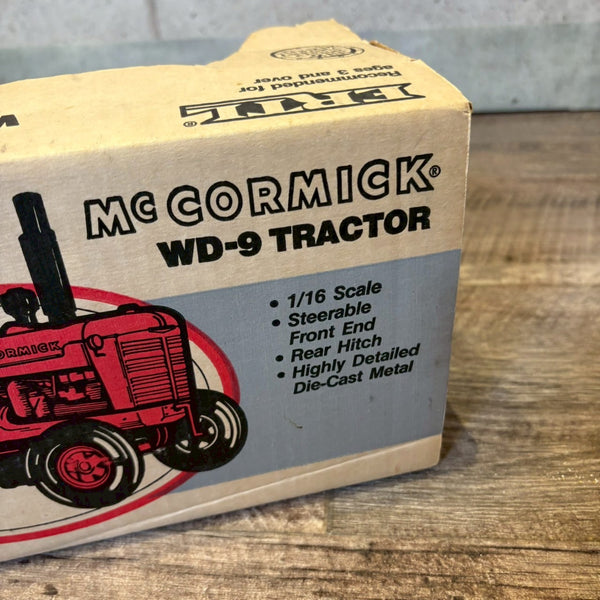 Recommended for
ages 3 and over
ERTL®
McCORMICK®
WD-9 TRACTOR
• 1/16 Scale
• Steerable
Front End
• Rear Hitch
• Highly Detailed
Die-Cast Metal
CORMICK